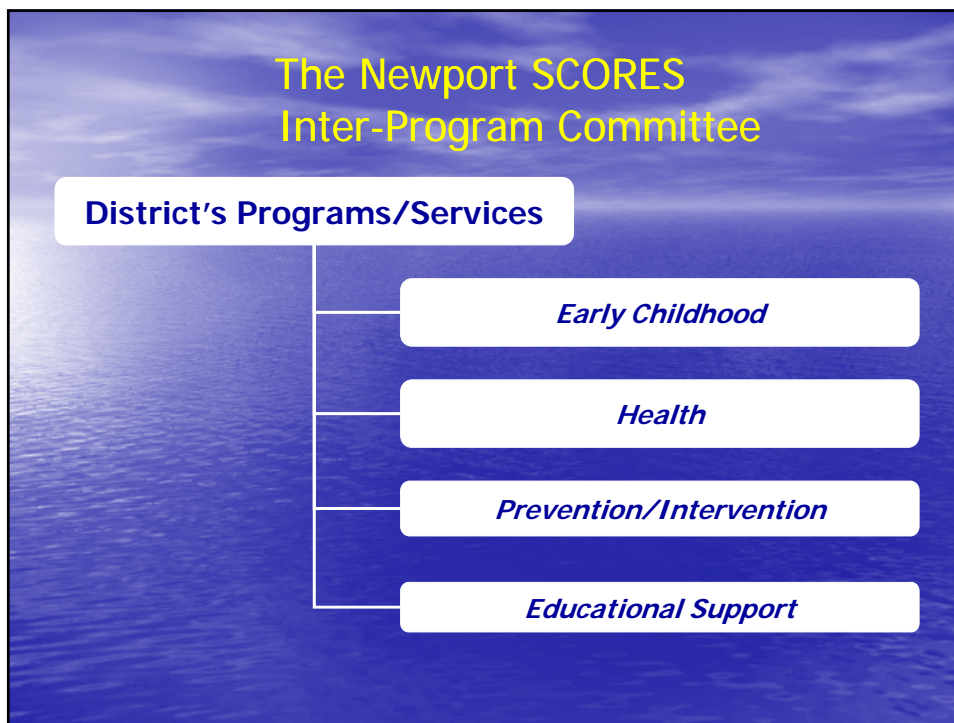 The Newport SCORES
Inter-Program Committee
District's Programs/Services
Early Childhood
Health
Prevention/Intervention
Educational Support